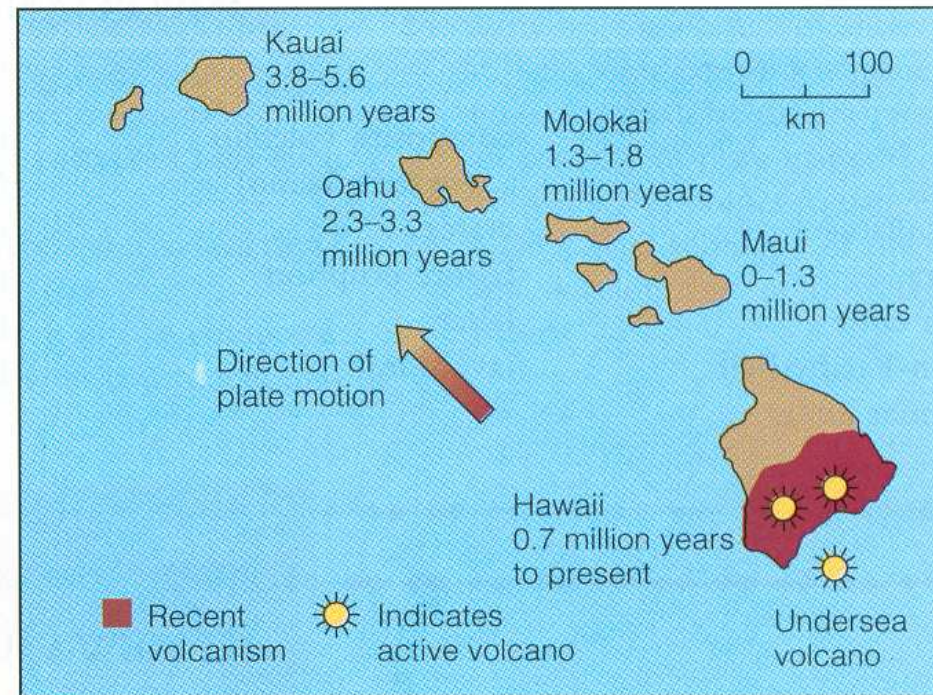 Kauai
3.8–5.6
million years
0 100
km
Molokai
1.3–1.8
million years
Oahu
2.3–3.3
million years
Maui
0–1.3
million years
Direction of
plate motion
Hawaii
0.7 million years
to present
Recent
volcanism
Indicates
active volcano
Undersea
volcano